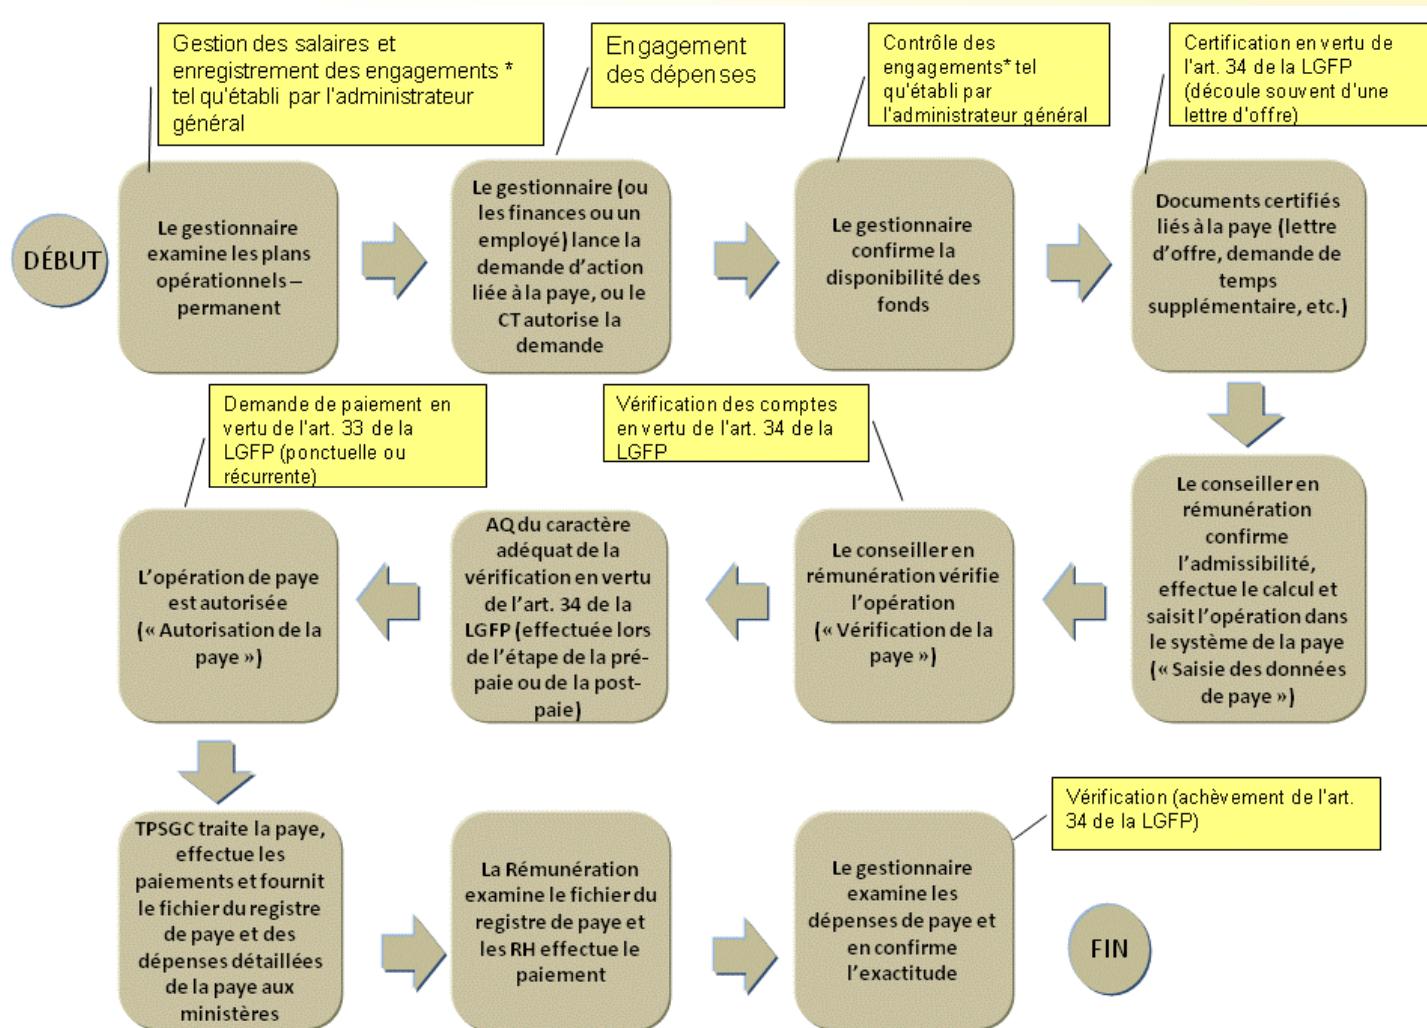 Gestion des salaires et
enregistrement des engagements *
tel qu'établi par l'administrateur
général
Engagement
des dépenses
Contrôle des
engagements* tel
qu'établi par
l'administrateur général
Certification en vertu de
l'art. 34 de la LGFP
(découle souvent d'une
lettre d'offre)
DÉBUT
Le gestionnaire
examine les plans
opérationnels –
permanent
Le gestionnaire (ou
les finances ou un
employé) lance la
demande d'action
liée à la paye, ou le
CT autorise la
demande
Le gestionnaire
confirme la
disponibilité des
fonds
Documents certifiés
liés à la paye (lettre
d'offre, demande de
temps
supplémentaire, etc.)
Demande de paiement en
vertu de l'art. 33 de la
LGFP (ponctuelle ou
récurrente)
Vérification des comptes
en vertu de l'art. 34 de la
LGFP
Le conseiller en
rémunération
confirme
l'admissibilité,
effectue le calcul et
saisit l'opération dans
le système de la paye
(« Saisie des données
de paye »)
Le conseiller en
rémunération vérifie
l'opération
(« Vérification de la
paye »)
AQ du caractère
adéquat de la
vérification en vertu
de l'art. 34 de la
LGFP (effectuée lors
de l'étape de la pré-
paie ou de la post-
paie)
L'opération de paye
est autorisée
(« Autorisation de la
paye »)
TPSGC traite la paye,
effectue les
paiements et fournit
le fichier du registre
de paye et des
dépenses détaillées
de la paye aux
ministères
La Rémunération
examine le fichier du
registre de paye et
les RH effectue le
paiement
Le gestionnaire
examine les
dépenses de paye et
en confirme
l'exactitude
Vérification (achèvement de l'art.
34 de la LGFP)
FIN